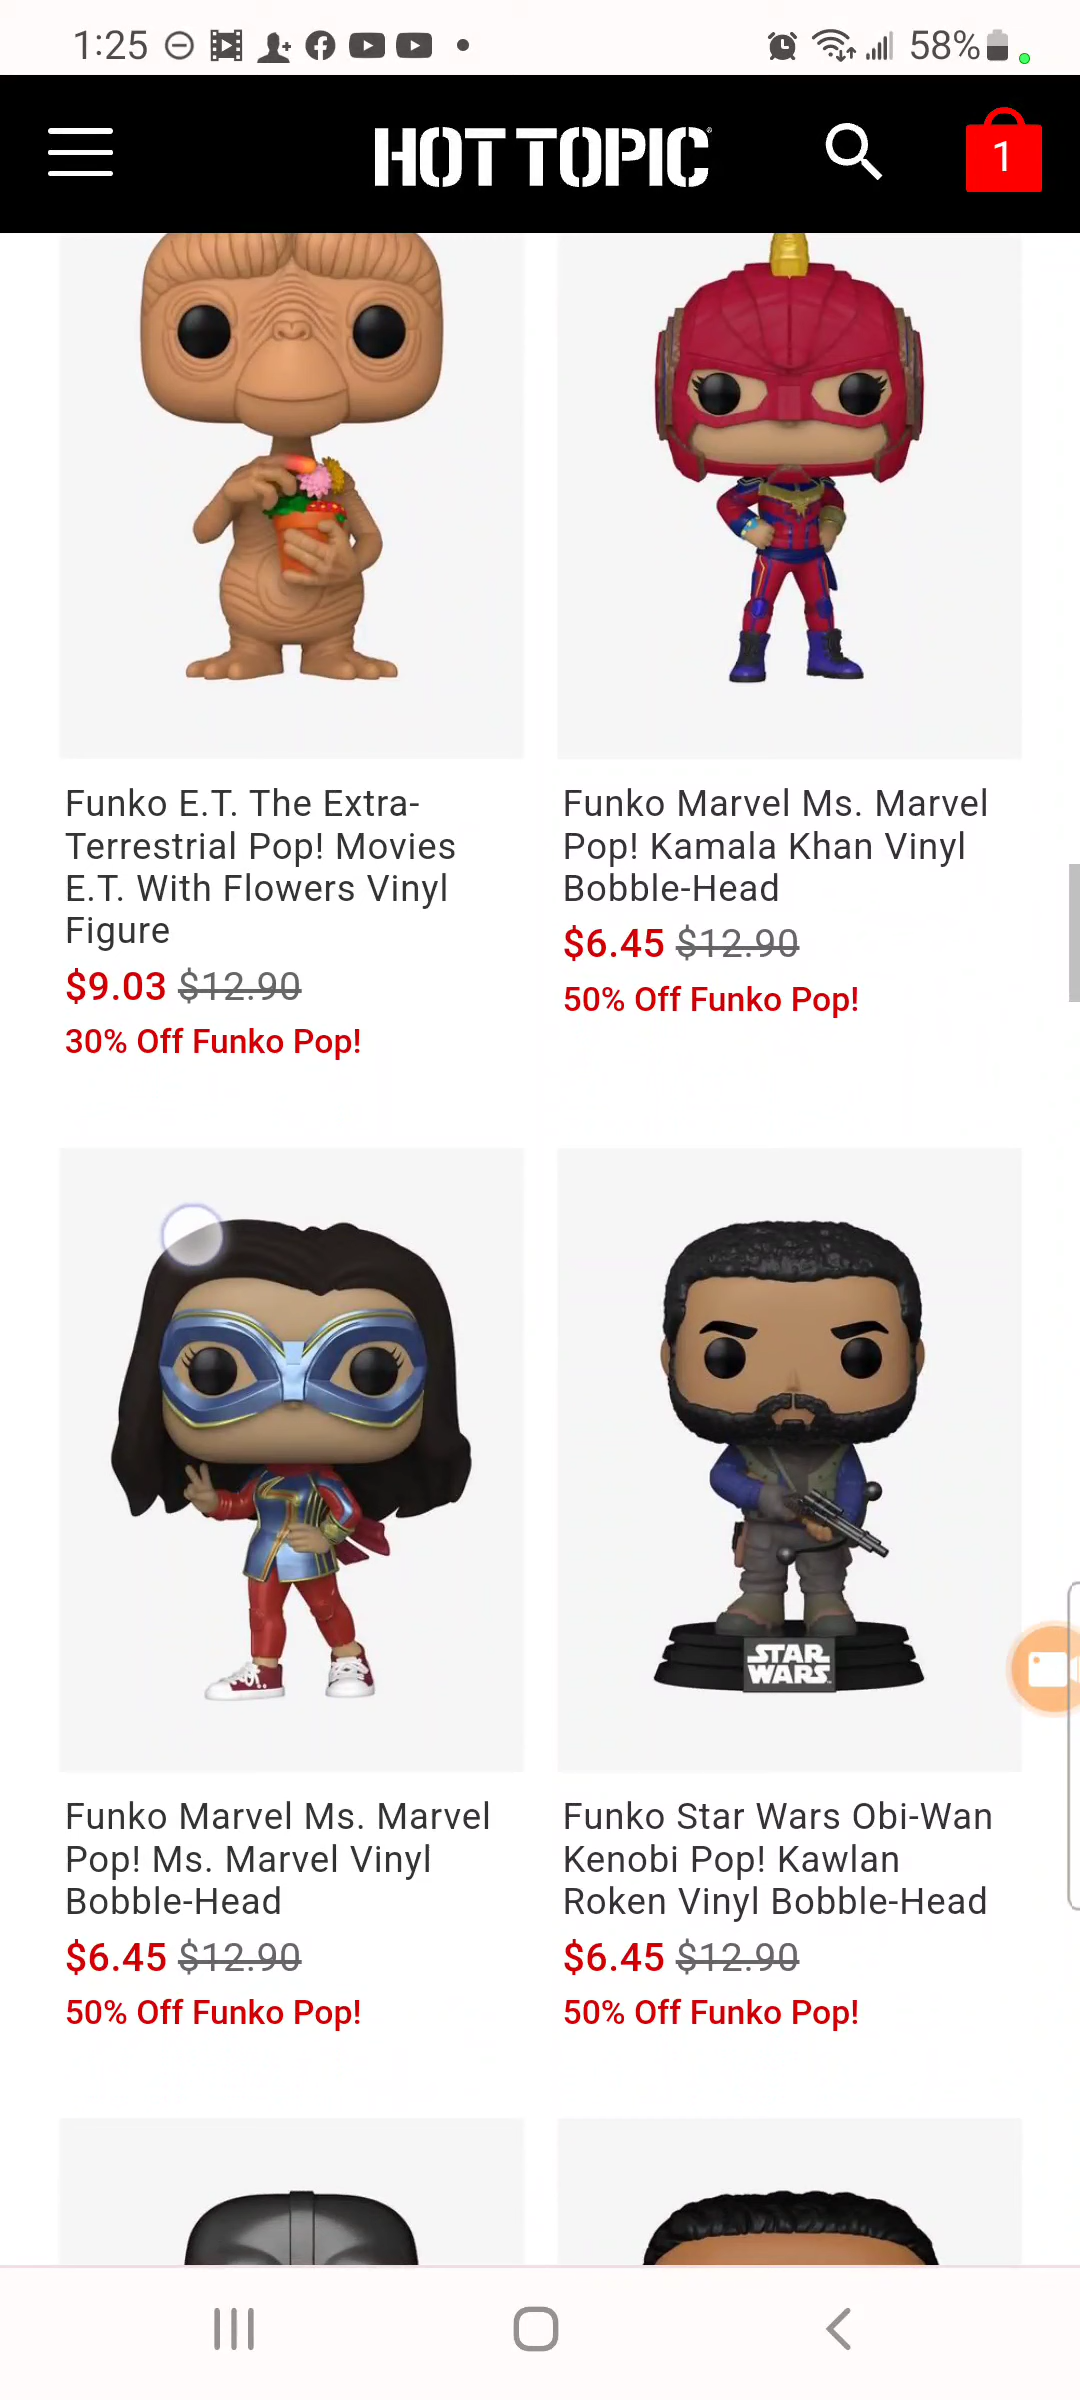 1:25
58%
HOT TOPIC
1
Funko E.T. The Extra-
Terrestrial Pop! Movies
E.T. With Flowers Vinyl
Figure
$9.03 $12.90
30% Off Funko Pop!
Funko Marvel Ms. Marvel
Pop! Kamala Khan Vinyl
Bobble-Head
$6.45 $12.90
50% Off Funko Pop!
STAR
WARS
Funko Marvel Ms. Marvel
Pop! Ms. Marvel Vinyl
Bobble-Head
$6.45 $12.90
50% Off Funko Pop!
Funko Star Wars Obi-Wan
Kenobi Pop! Kawlan
Roken Vinyl Bobble-Head
$6.45 $12.90
50% Off Funko Pop!